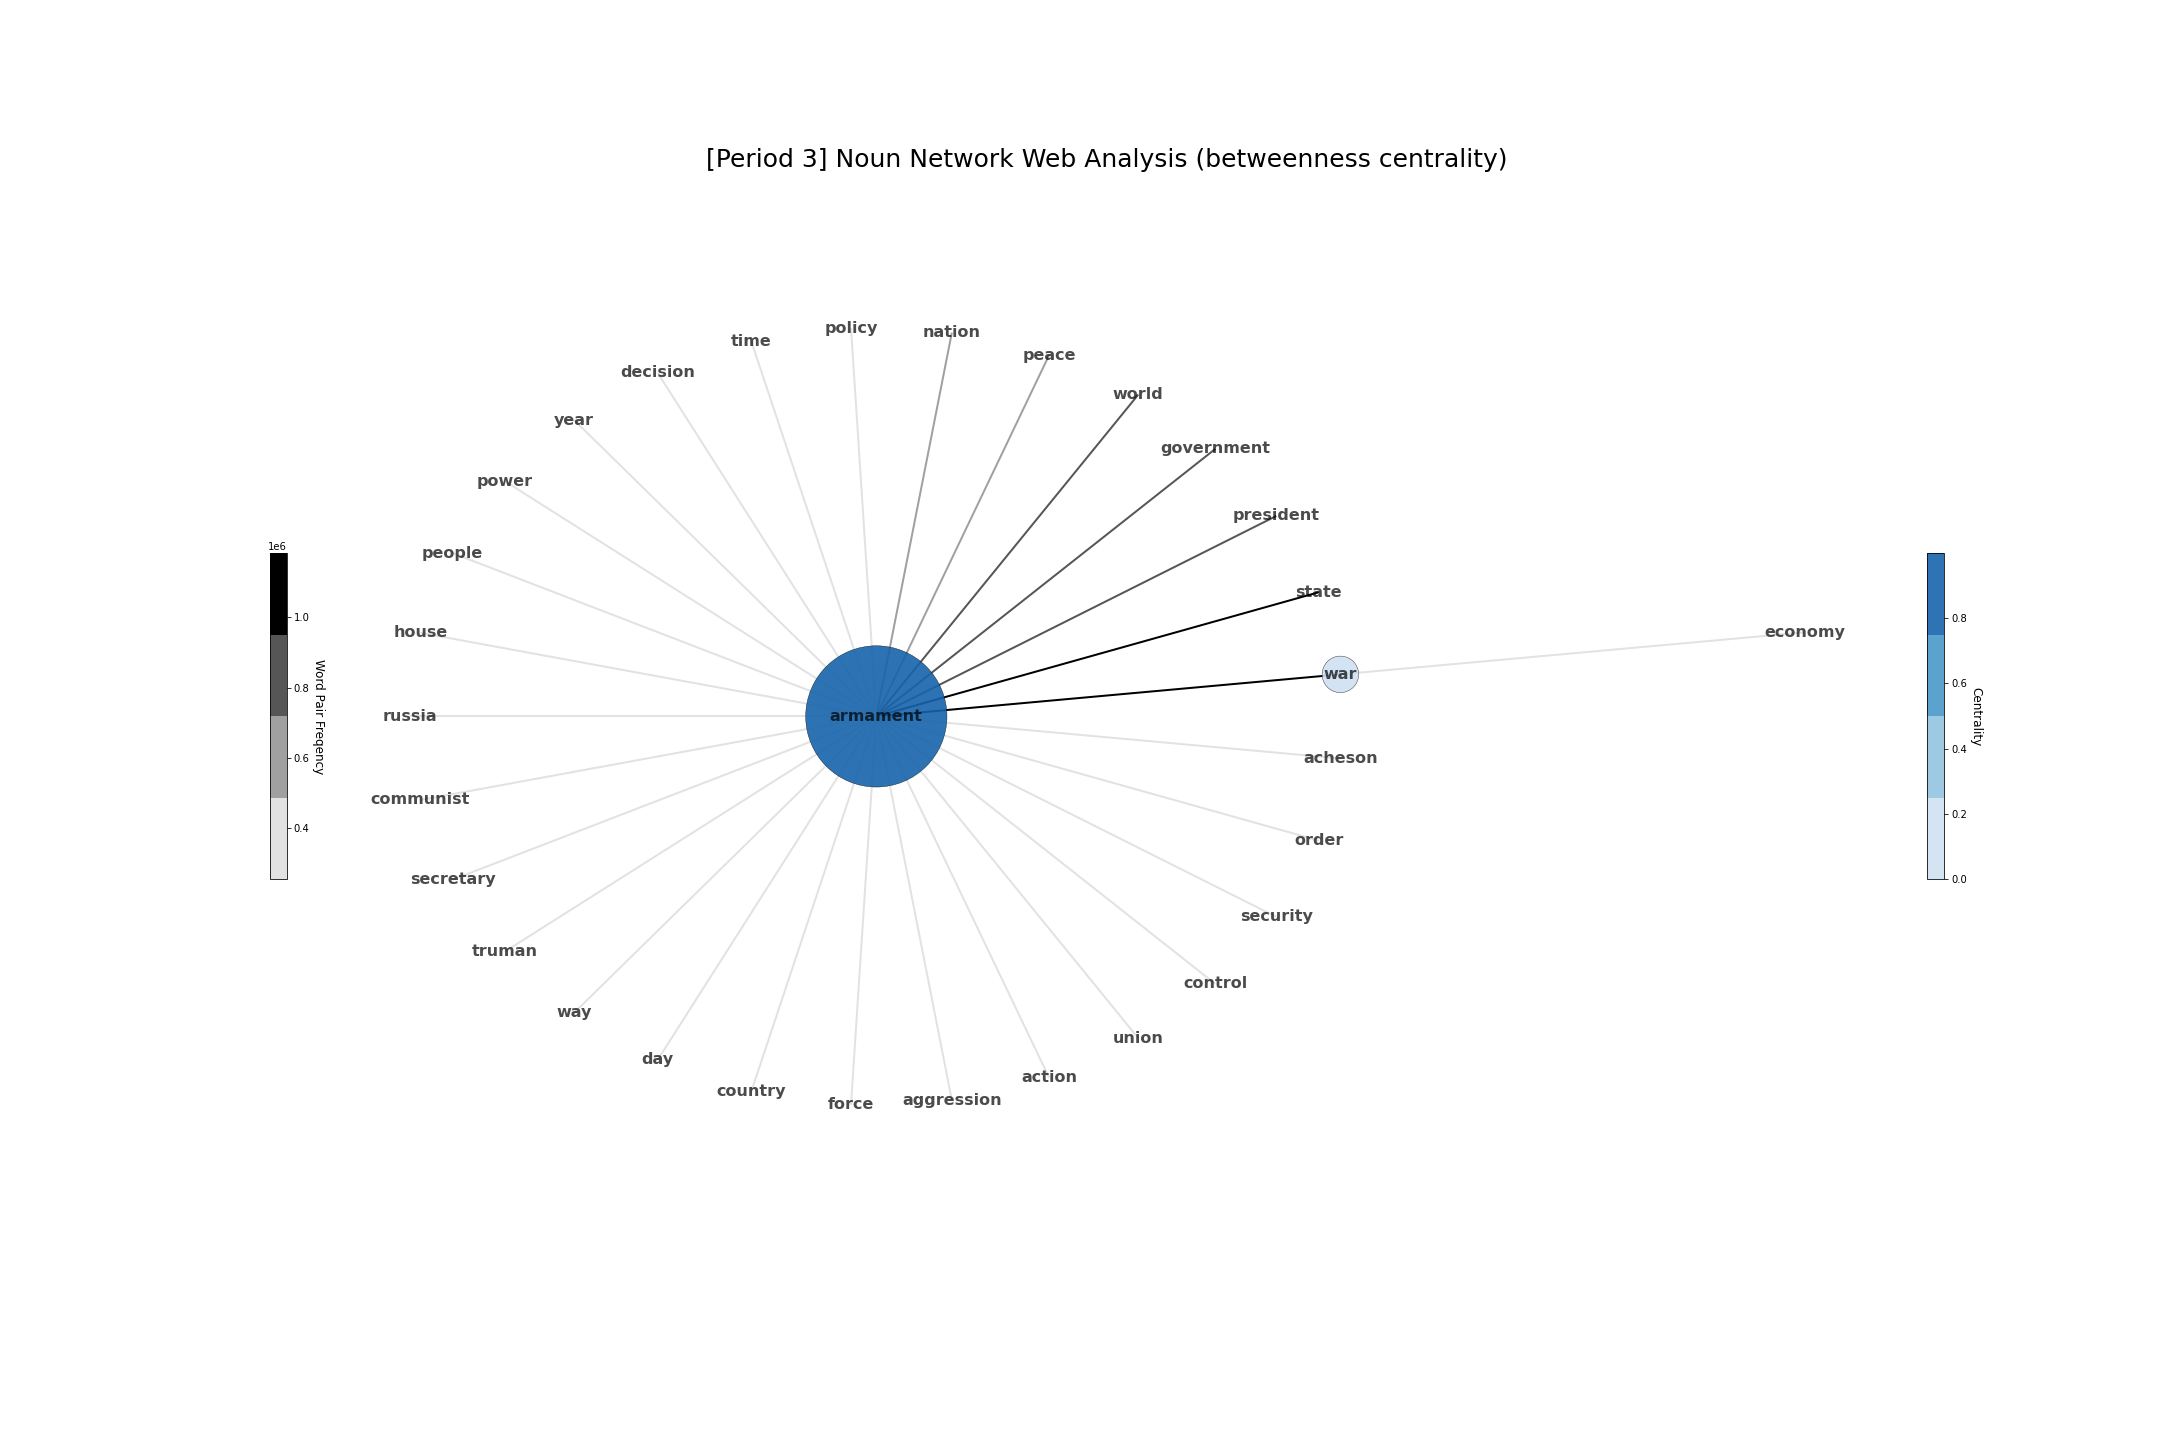 [Period 3] Noun Network Web Analysis (betweenness centrality)
policy
nation
time
peace
decision
world
year
government
power
president
people
state
house
economy
war
russia
armament
acheson
communist
order
secretary
security
truman
control
way
union
day
action
country
aggression
force
1e6
1.0
0.8
0.6
0.4
Word Pair Freqency
0.8
0.6
0.4
0.2
0.0
Centrality